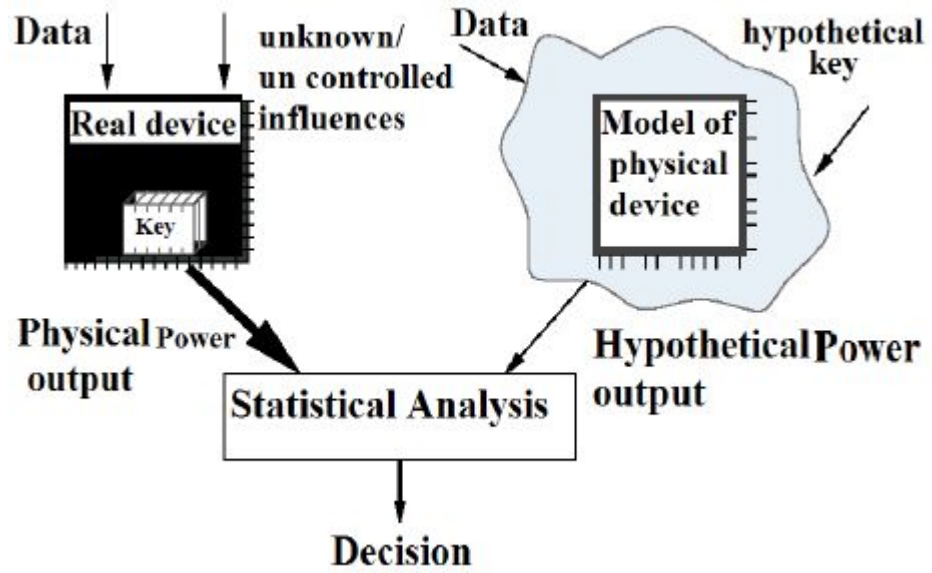 Data
unknown/
un controlled
influences
Real device
Key
Physical Power
output
Data
hypothetical
key
Model of
physical
device
Hypothetical Power
output
Statistical Analysis
Decision